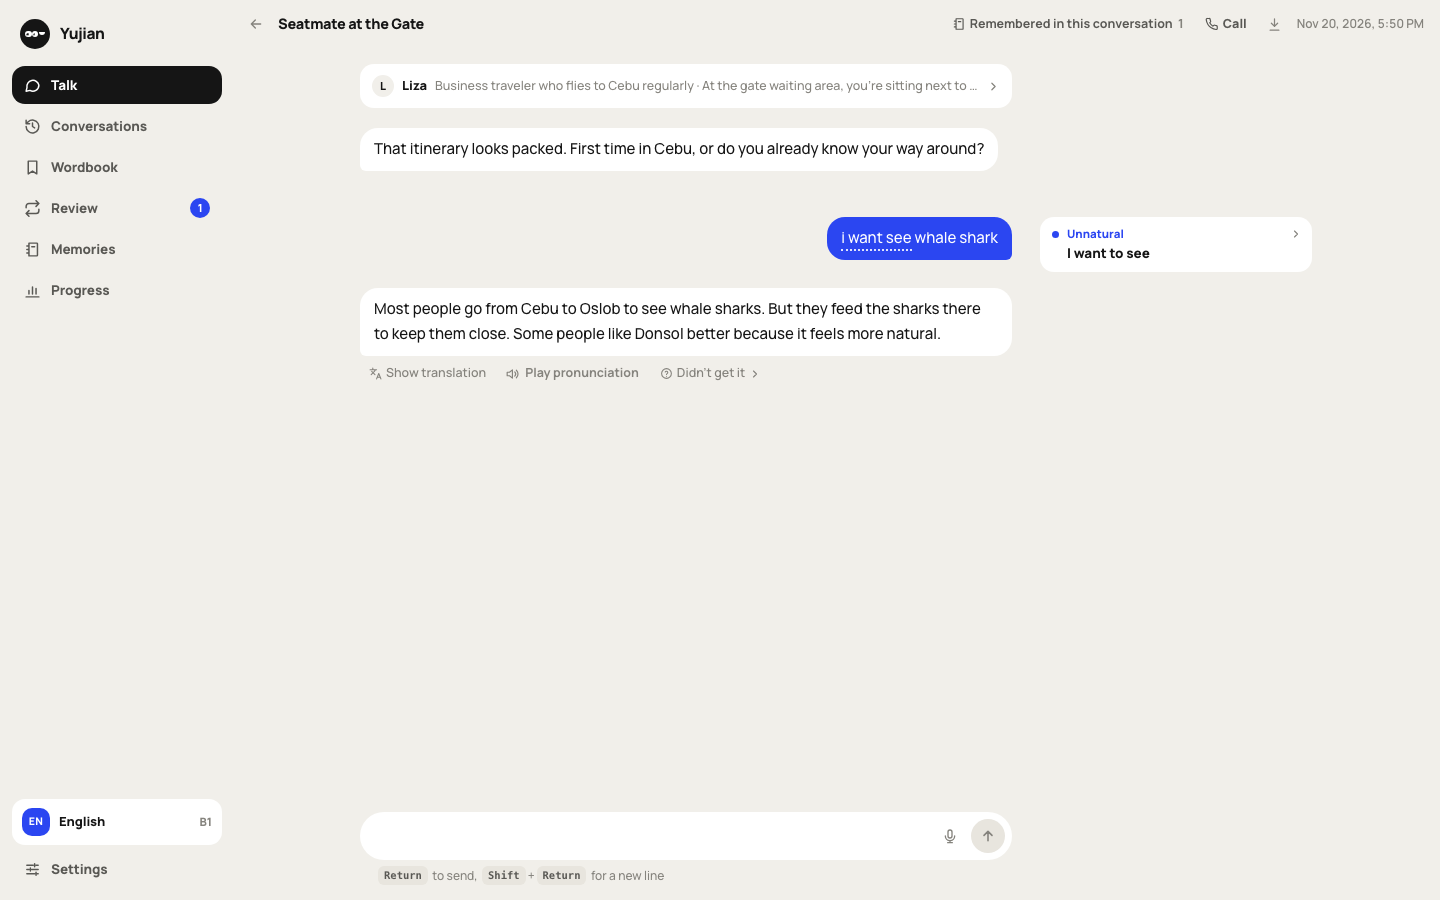 Yujian
Talk
Conversations
Wordbook
Review 1
Memories
Progress
EN English B1
Settings
Seatmate at the Gate
Remembered in this conversation 1
Call
Nov 20, 2026, 5:50 PM
L Liza Business traveler who flies to Cebu regularly · At the gate waiting area, you're sitting next to ...
That itinerary looks packed. First time in Cebu, or do you already know your way around?
i want see whale shark
Unnatural
I want to see
Most people go from Cebu to Oslob to see whale sharks. But they feed the sharks there
to keep them close. Some people like Donsol better because it feels more natural.
Show translation
Play pronunciation
Didn't get it
Return to send, Shift + Return for a new line